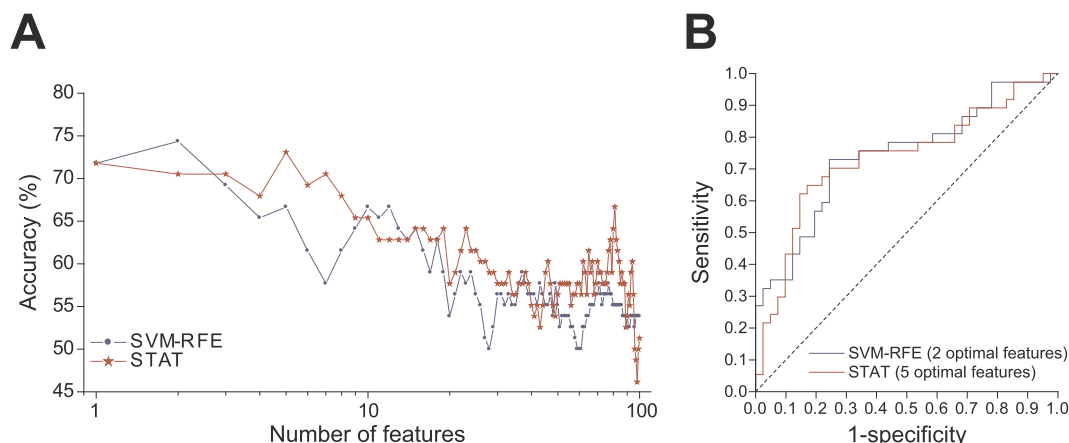 A
80
75
70
65
60
55
50
45
Accuracy (%)
SVM-RFE
STAT
1
10
100
Number of features
B
1.0
0.9
0.8
0.7
0.6
0.5
0.4
0.3
0.2
0.1
0.0
Sensitivity
SVM-RFE (2 optimal features)
STAT (5 optimal features)
0.0 0.1 0.2 0.3 0.4 0.5 0.6 0.7 0.8 0.9 1.0
1-specificity